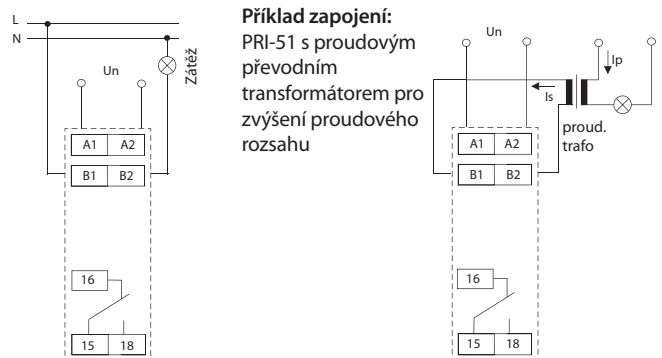 L
N
Un
Zátěž
A1 A2
B1 B2
16
15 18
Příklad zapojení:
PRI-51 s proudovým
převodním
transformátorem pro
zvýšení proudového
rozsahu
Un
Ip
Is
proud.
trafo
A1 A2
B1 B2
16
15 18